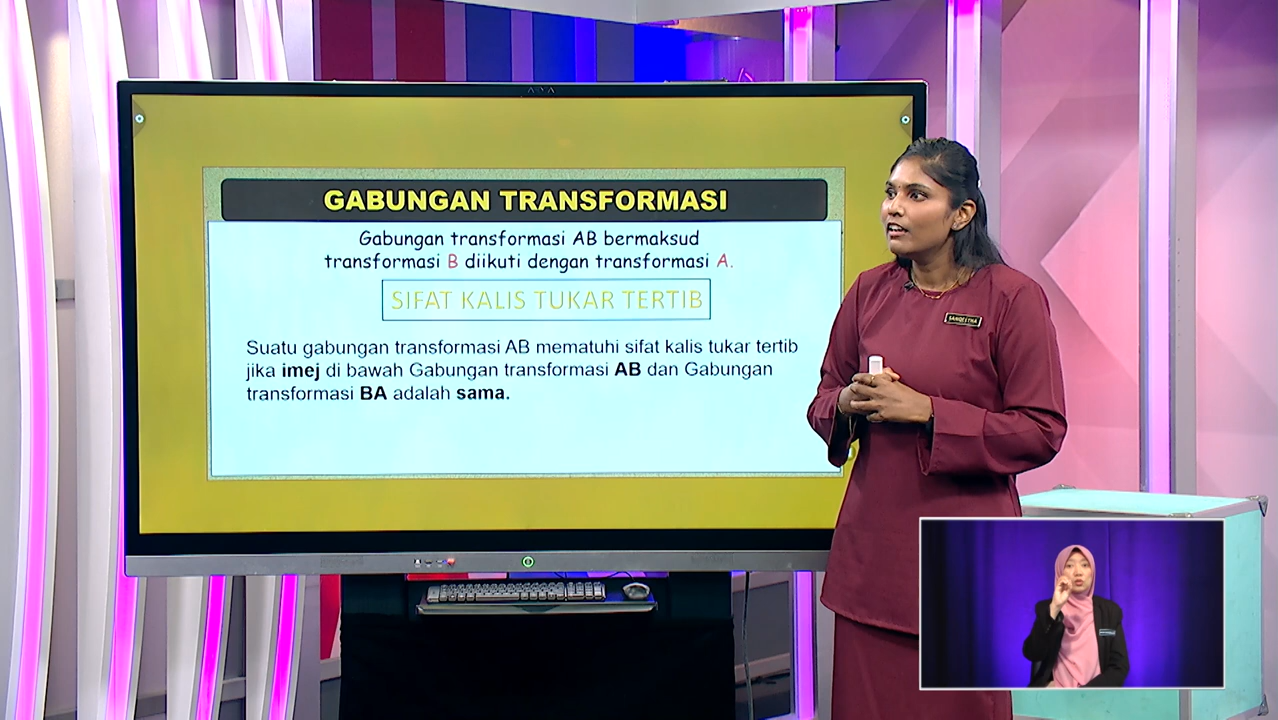 GABUNGAN TRANSFORMASI
Gabungan transformasi AB bermaksud
transformasi B diikuti dengan transformasi A.
SIFAT KALIS TUKAR TERTIB
Suatu gabungan transformasi AB mematuhi sifat kalis tukar tertib
jika imej di bawah Gabungan transformasi AB dan Gabungan
transformasi BA adalah sama.
SANGEETHA